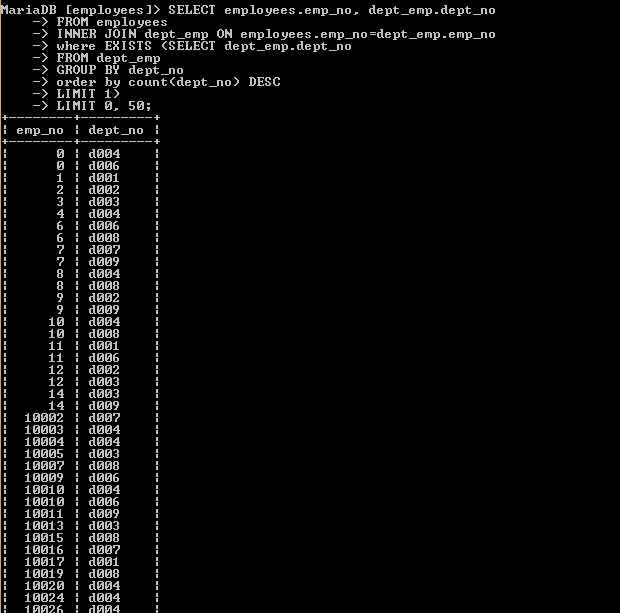 MariaDB [employees]> SELECT employees.emp_no, dept_emp.dept_no
    -> FROM employees
    -> INNER JOIN dept_emp ON employees.emp_no=dept_emp.emp_no
    -> where EXISTS (SELECT dept_emp.dept_no
    -> FROM dept_emp
    -> GROUP BY dept_no
    -> order by count(dept_no) DESC
    -> LIMIT 1)
    -> LIMIT 0, 50;
+--------+---------+
¦ emp_no ¦ dept_no ¦
+--------+---------+
¦      0 ¦ d004    ¦
¦      0 ¦ d006    ¦
¦      1 ¦ d001    ¦
¦      2 ¦ d002    ¦
¦      3 ¦ d003    ¦
¦      4 ¦ d004    ¦
¦      6 ¦ d006    ¦
¦      6 ¦ d008    ¦
¦      7 ¦ d007    ¦
¦      7 ¦ d009    ¦
¦      8 ¦ d004    ¦
¦      8 ¦ d008    ¦
¦      9 ¦ d002    ¦
¦      9 ¦ d009    ¦
¦     10 ¦ d004    ¦
¦     10 ¦ d008    ¦
¦     11 ¦ d001    ¦
¦     11 ¦ d006    ¦
¦     12 ¦ d002    ¦
¦     12 ¦ d003    ¦
¦     14 ¦ d003    ¦
¦     14 ¦ d009    ¦
¦  10002 ¦ d007    ¦
¦  10003 ¦ d004    ¦
¦  10004 ¦ d004    ¦
¦  10005 ¦ d003    ¦
¦  10007 ¦ d008    ¦
¦  10009 ¦ d006    ¦
¦  10010 ¦ d004    ¦
¦  10010 ¦ d006    ¦
¦  10011 ¦ d009    ¦
¦  10013 ¦ d003    ¦
¦  10015 ¦ d008    ¦
¦  10016 ¦ d007    ¦
¦  10017 ¦ d001    ¦
¦  10019 ¦ d008    ¦
¦  10020 ¦ d004    ¦
¦  10024 ¦ d004    ¦
¦  10026 ¦ d004    ¦